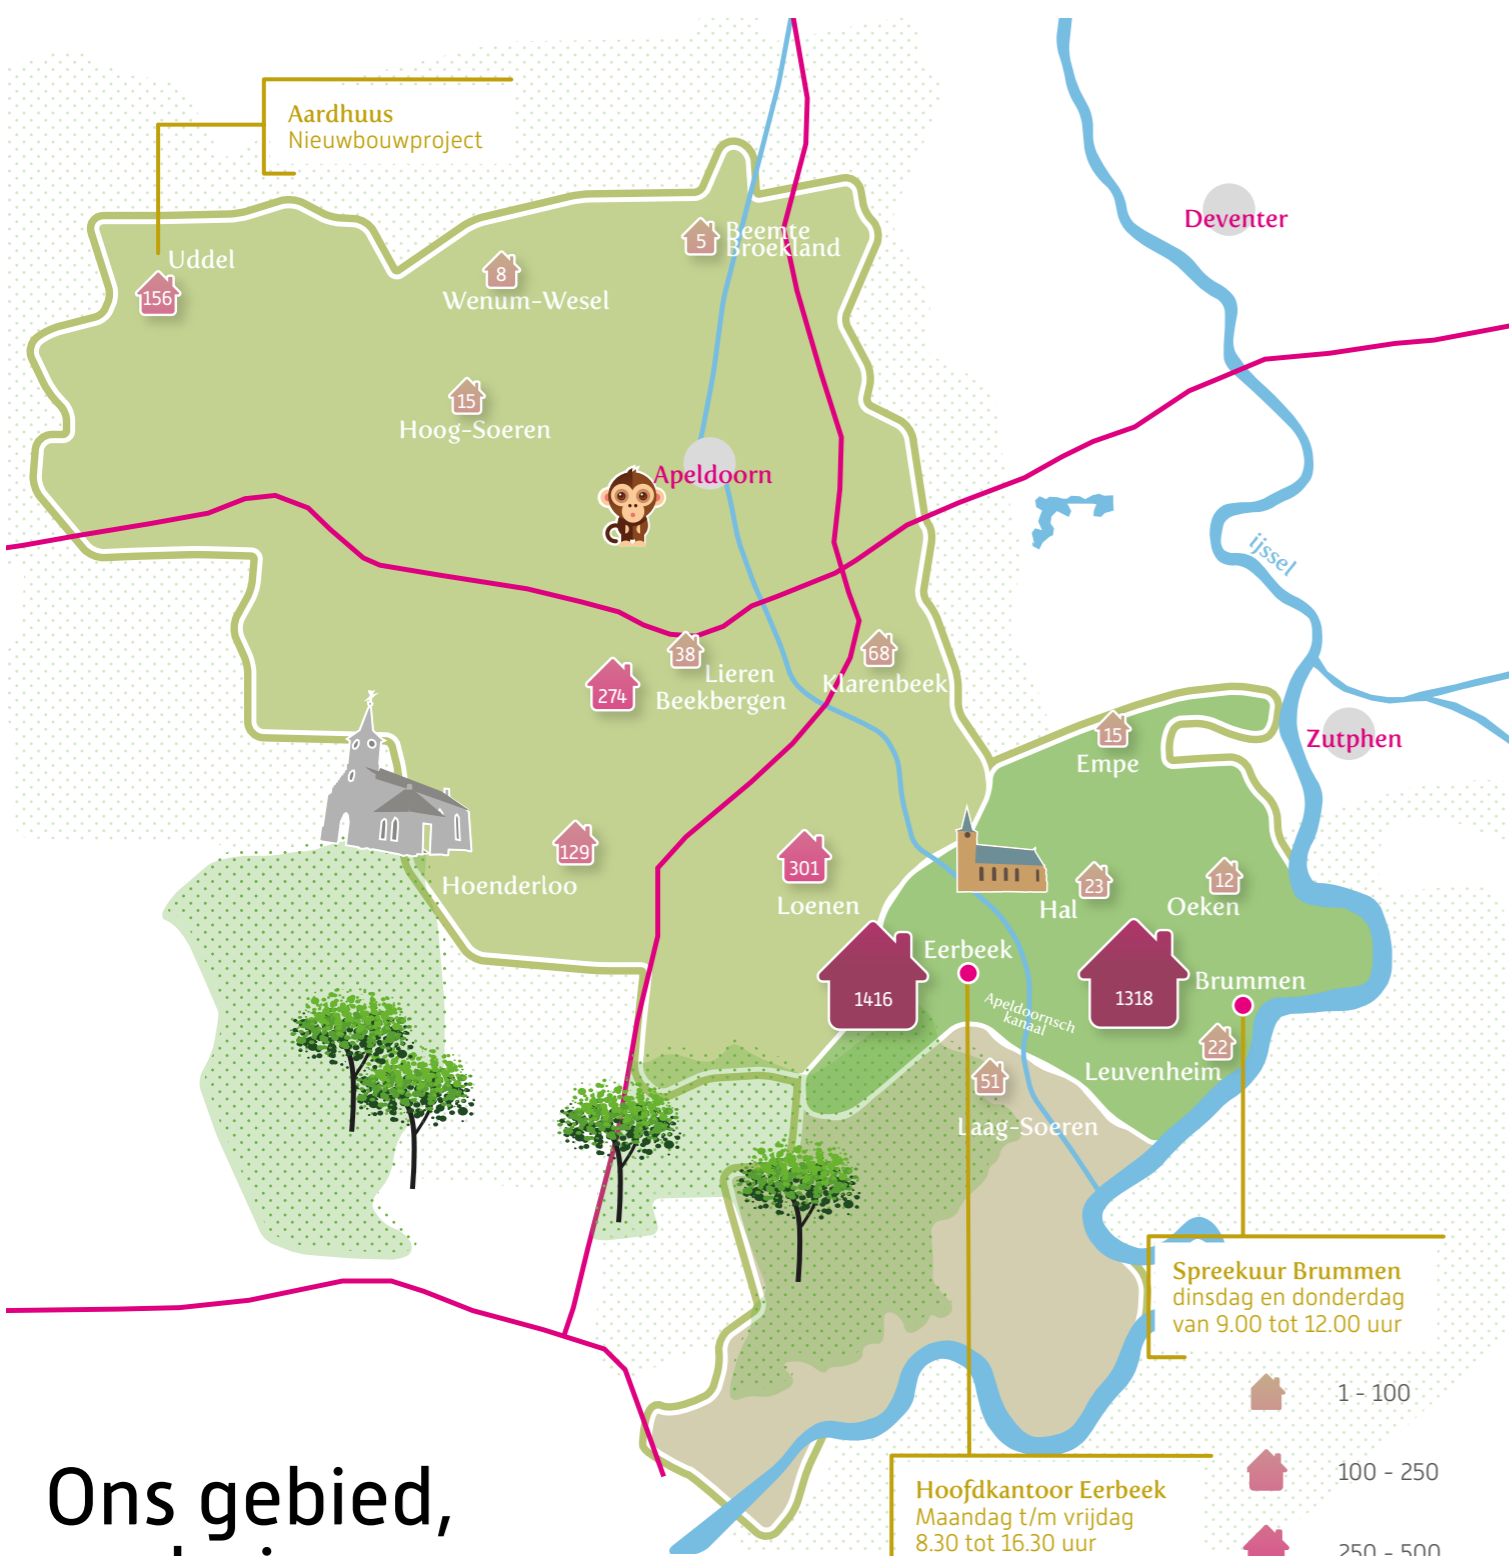 Aardhuus
Nieuwbouwproject
Deventer
Uddel
156
5
Beemte
Broekland
8
Wenum-Wesel
15
Hoog-Soeren
Apeldoorn
ijssel
38
Lieren
274
Beekbergen
68
Klarenbeek
15
Empe
Zutphen
129
Hoenderloo
301
Loenen
23
Hal
12
Oeken
1416
Eerbeek
1318
Brummen
Apeldoornsch
kanaal
22
Leuvenheim
51
Laag-Soeren
Spreekuur Brummen
dinsdag en donderdag
van 9.00 tot 12.00 uur
1 - 100
100 - 250
250 - 500
Hoofdkantoor Eerbeek
Maandag t/m vrijdag
8.30 tot 16.30 uur
Ons gebied,